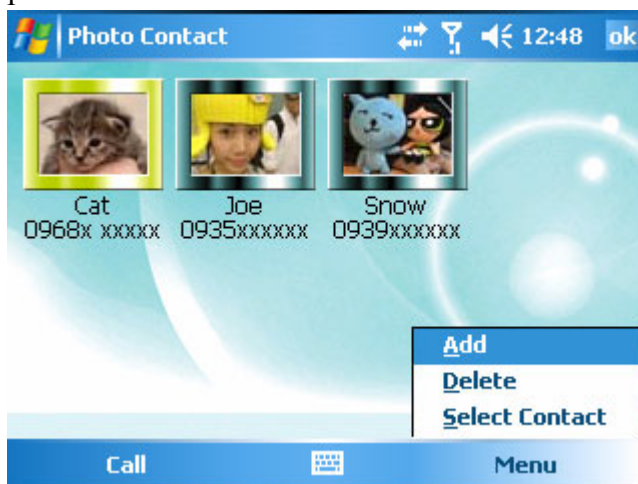 Photo Contact 12:48 ok
Cat Joe Snow
0968x xxxxx 0935xxxxxx 0939xxxxxx
Add
Delete
Select Contact
Call Menu